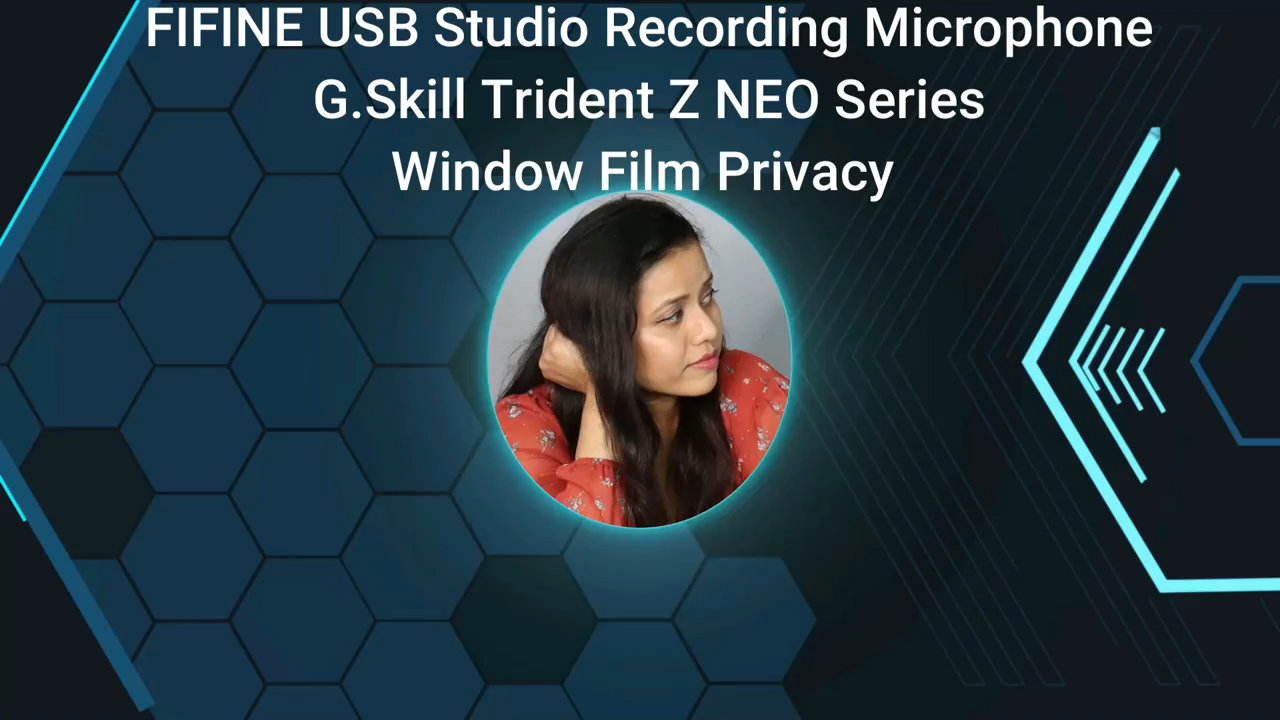 FIFINE USB Studio Recording Microphone
G.Skill Trident Z NEO Series
Window Film Privacy